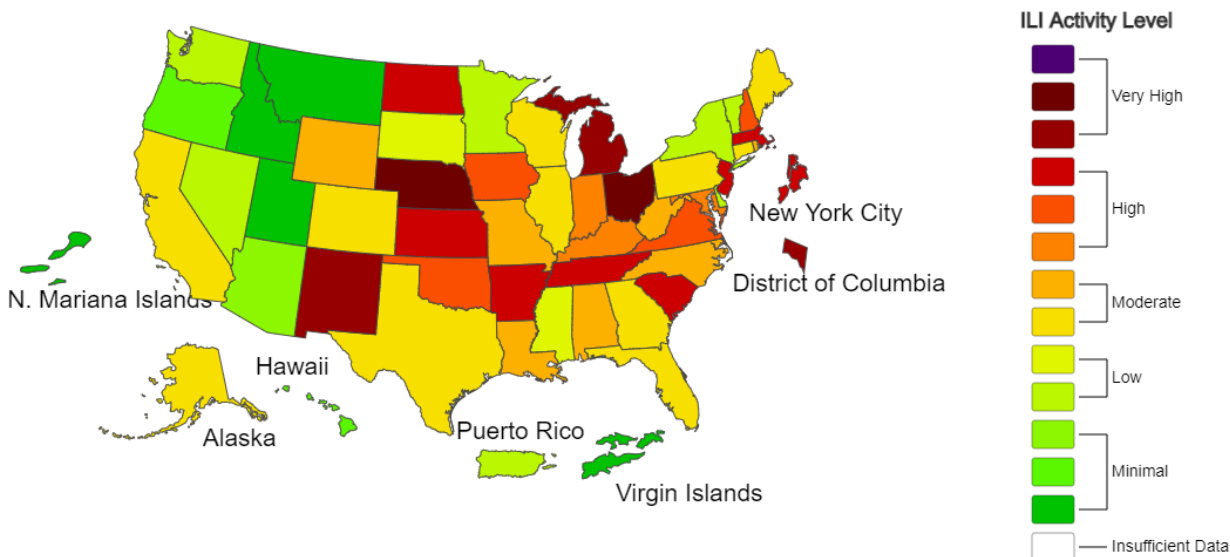 ILI Activity Level
Very High
High
New York City
District of Columbia
N. Mariana Islands
Moderate
Hawaii
Low
Alaska
Puerto Rico
Virgin Islands
Minimal
Insufficient Data